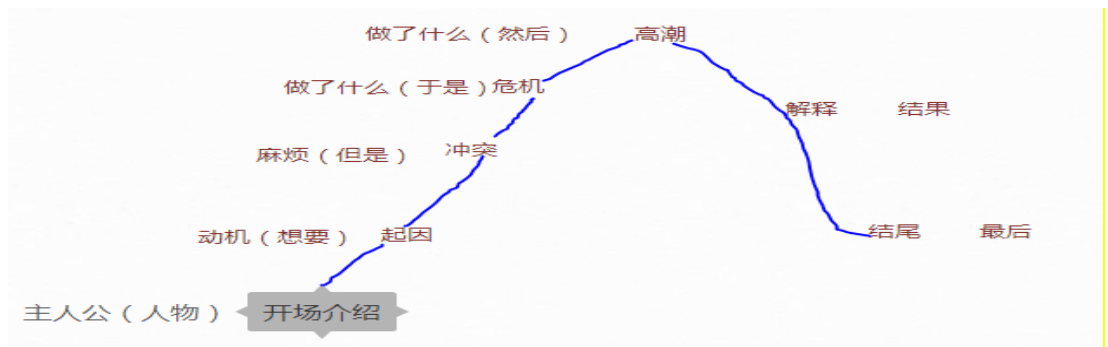 做了什么（然后） 高潮
做了什么（于是）危机
解释 结果
麻烦（但是） 冲突
动机（想要） 起因
结尾 最后
主人公（人物） 开场介绍